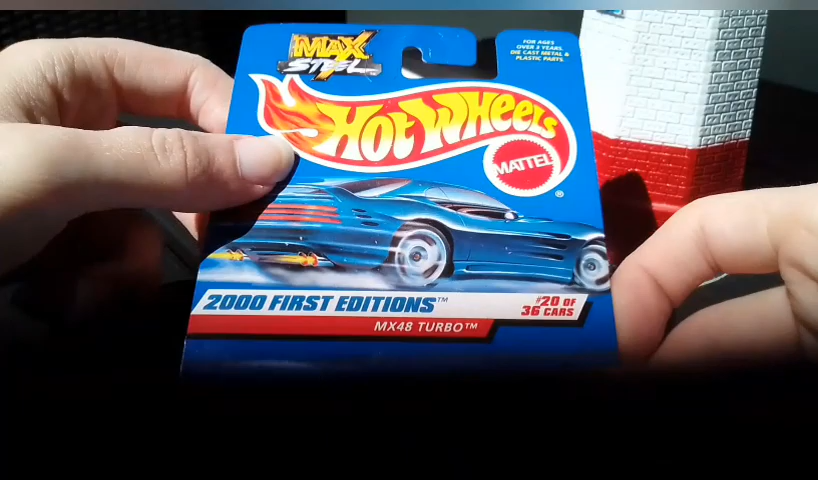 MAX
STEEL
FOR AGES
OVER 3 YEARS.
DIE CAST METAL &
PLASTIC PARTS.
HOT WHEELS
MATTEL
®
2000 FIRST EDITIONS™
#20 OF
36 CARS
MX48 TURBO™